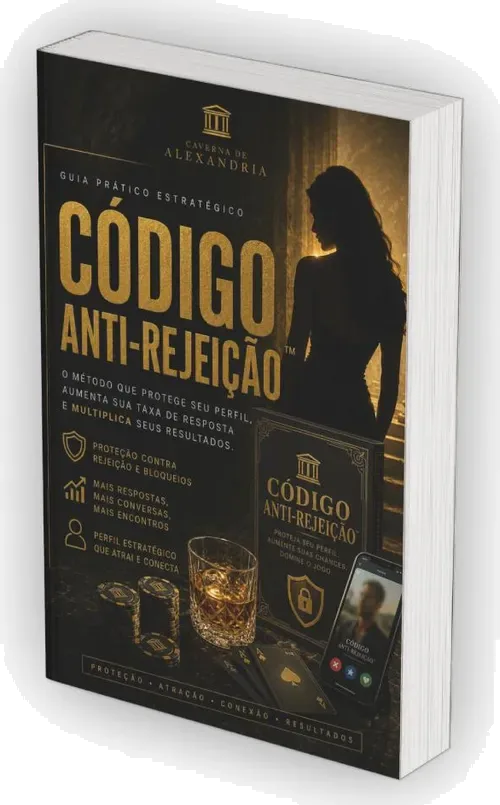 CAVERNA DE
ALEXANDRIA
GUIA PRÁTICO ESTRATÉGICO
CÓDIGO
ANTI-REJEIÇÃO™
O MÉTODO QUE PROTEGE SEU PERFIL,
AUMENTA SUA TAXA DE RESPOSTA
E MULTIPLICA SEUS RESULTADOS.
PROTEÇÃO CONTRA
REJEIÇÃO E BLOQUEIOS
MAIS RESPOSTAS,
MAIS CONVERSAS,
MAIS ENCONTROS
PERFIL ESTRATÉGICO
QUE ATRAI E CONECTA
CÓDIGO
ANTI-REJEIÇÃO™
PROTEJA SEU PERFIL.
AUMENTE SUAS CHANCES.
DOMINE O JOGO.
CÓDIGO
ANTI-REJEIÇÃO™
PROTEÇÃO • ATRAÇÃO • CONEXÃO • RESULTADOS